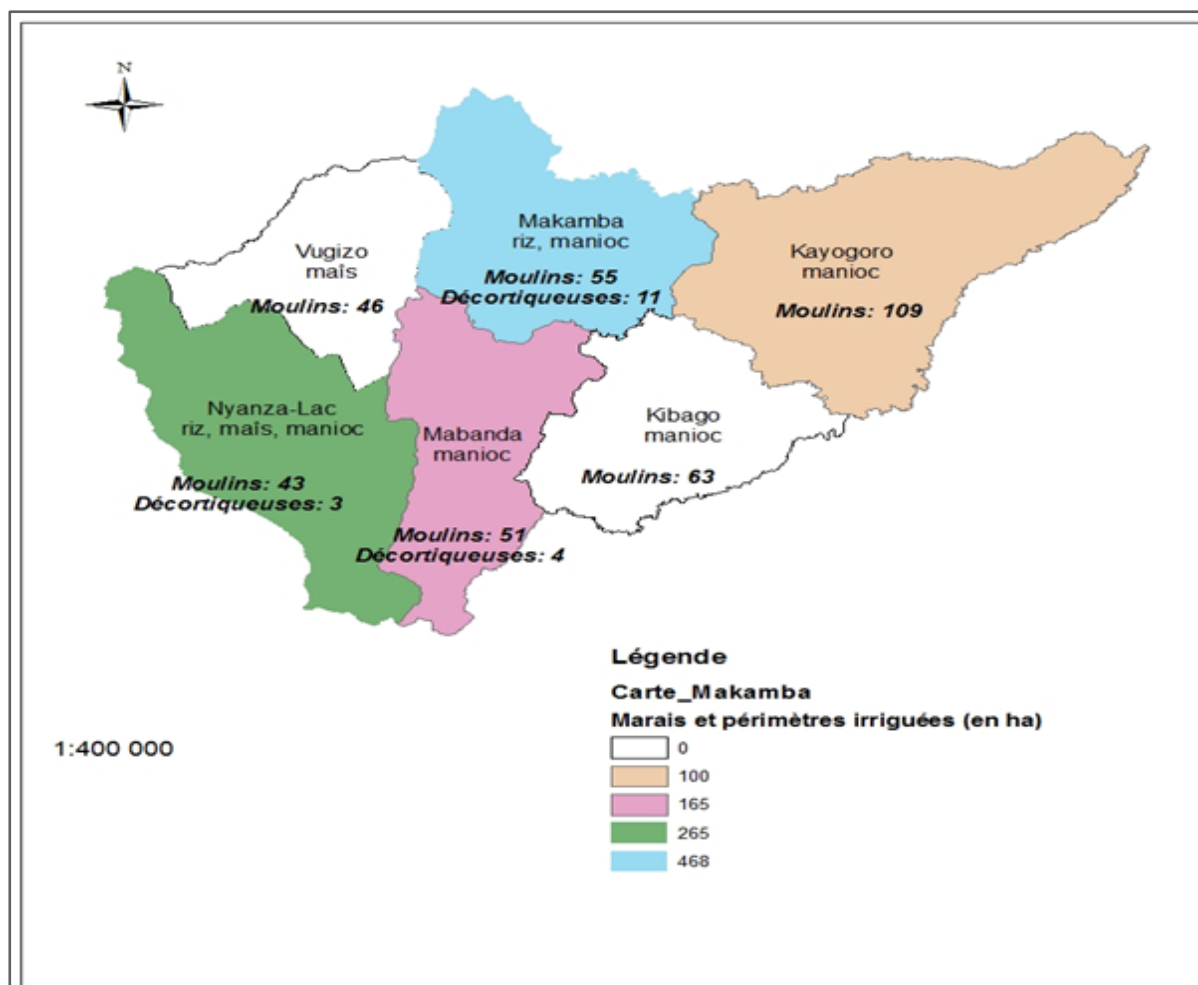 N
Vugizo
maîs
Moulins: 46
Makamba
riz, manioc
Moulins: 55
Décortiqueuses: 11
Kayogoro
manioc
Moulins: 109
Nyanza-Lac
riz, maîs, manioc
Moulins: 43
Décortiqueuses: 3
Mabanda
manioc
Moulins: 51
Décortiqueuses: 4
Kibago
manioc
Moulins: 63
1:400 000
Légende
Carte_Makamba
Marais et périmètres irriguées (en ha)
0
100
165
265
468